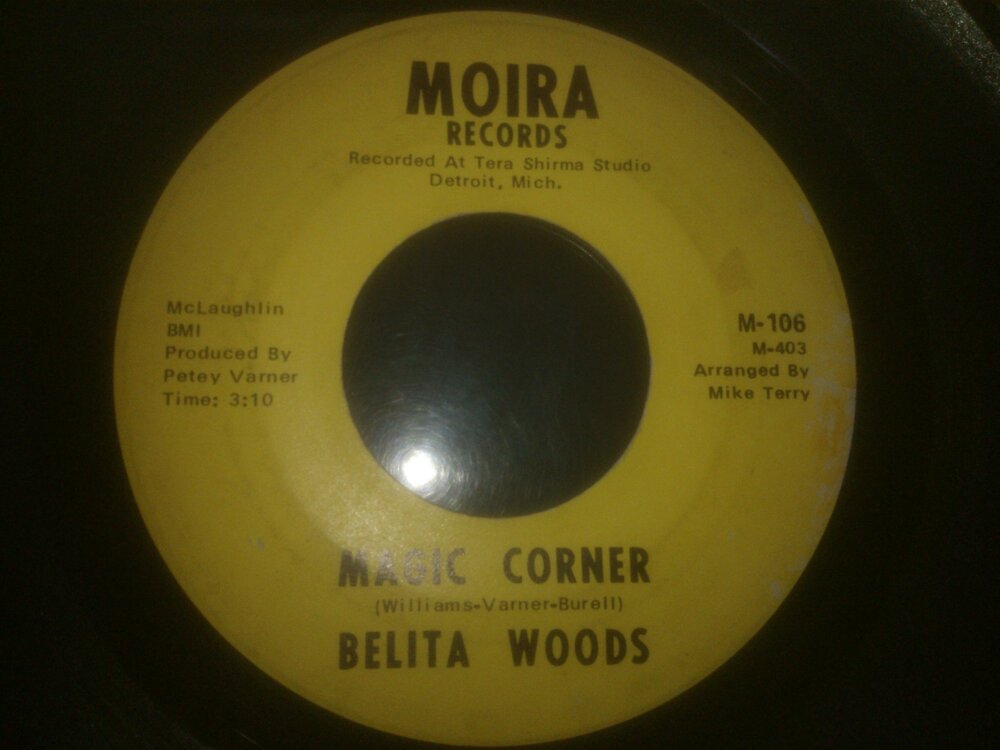 MOIRA
RECORDS
Recorded At Tera Shirma Studio
Detroit, Mich.
McLaughlin
BMI
Produced By
Petey Varner
Time: 3:10
M-106
M-403
Arranged By
Mike Terry
MAGIC CORNER
(Williams-Varner-Burell)
BELITA WOODS